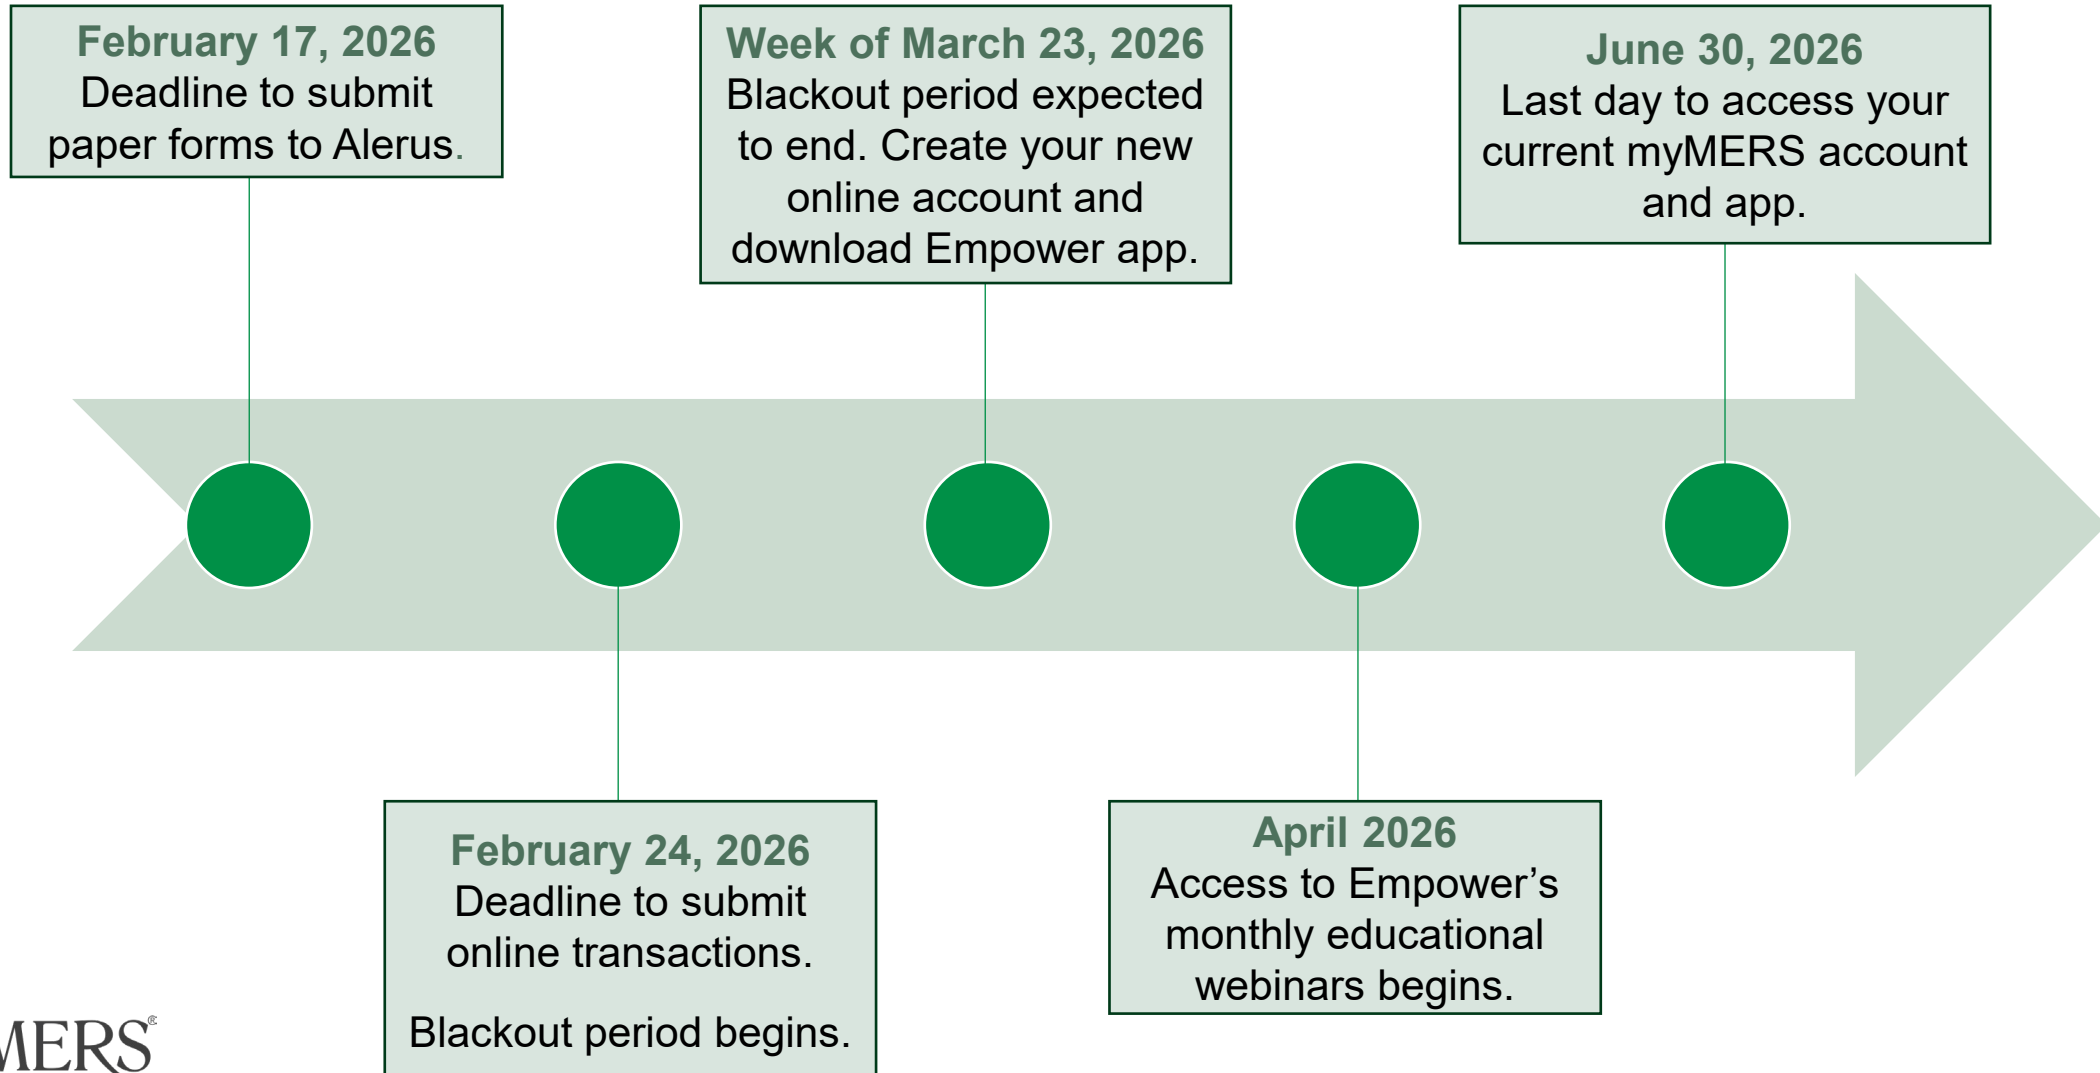 February 17, 2026
Deadline to submit
paper forms to Alerus.
Week of March 23, 2026
Blackout period expected
to end. Create your new
online account and
download Empower app.
June 30, 2026
Last day to access your
current myMERS account
and app.
February 24, 2026
Deadline to submit
online transactions.
Blackout period begins.
April 2026
Access to Empower’s
monthly educational
webinars begins.
MERS®